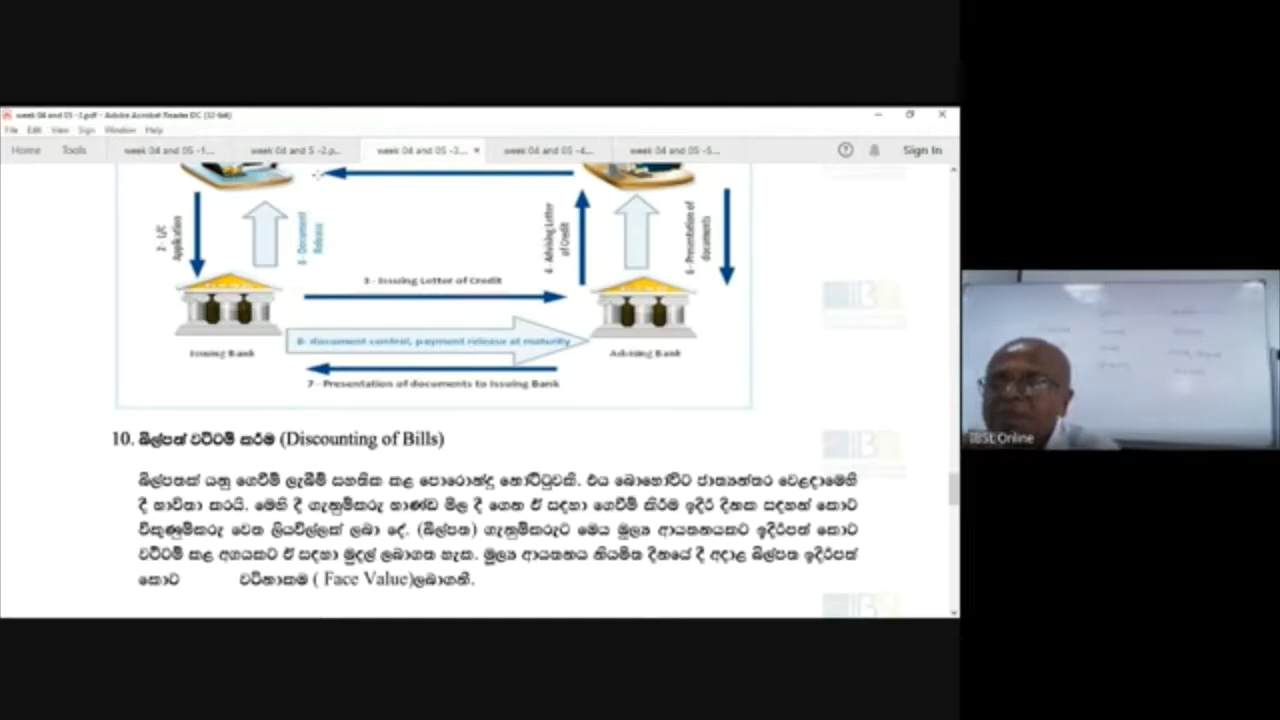 week 04 and 05 -3.pdf - Adobe Acrobat Reader DC (32-bit)
File Edit View Sign Window Help
Home Tools week 04 and 05 -1... week 04 and 5 -2.p... week 04 and 05 -3... × week 04 and 05 -4... week 04 and 05 -5... Sign In
2 - L/C Application
8 - Document Release
4 - Advising Letter of Credit
6 - Presentation of documents
3 - Issuing Letter of Credit
8- document control, payment release at maturity
Issuing Bank
Advising Bank
7 - Presentation of documents to Issuing Bank
10. බිල්පත් වට්ටම් කරීම (Discounting of Bills)
බිල්පතක් යනු ගෙවීම් ලැබීම් සහතික කළ පොරොන්දු නෝට්ටුවකි. එය බොහෝවිට ජාත්‍යන්තර වෙළඳාමෙහි
දී භාවිතා කරයි. මෙහි දී ගැනුම්කරු භාණ්ඩ මිල දී ගෙන ඒ සඳහා ගෙවීම් කිරීම ඉදිරි දිනක සඳහන් කොට
විකුණුම්කරු වෙත ලියවිල්ලක් ලබා දේ. (බිල්පත) ගැනුම්කරුට මෙය මූල්‍ය ආයතනයකට ඉදිරිපත් කොට
වට්ටම් කළ අගයකට ඒ සඳහා මුදල් ලබාගත හැක. මූල්‍ය ආයතනය නියමිත දිනයේ දී අදාළ බිල්පත ඉදිරිපත්
කොට වටිනාකම ( Face Value)ලබාගනී.
IBSL Online